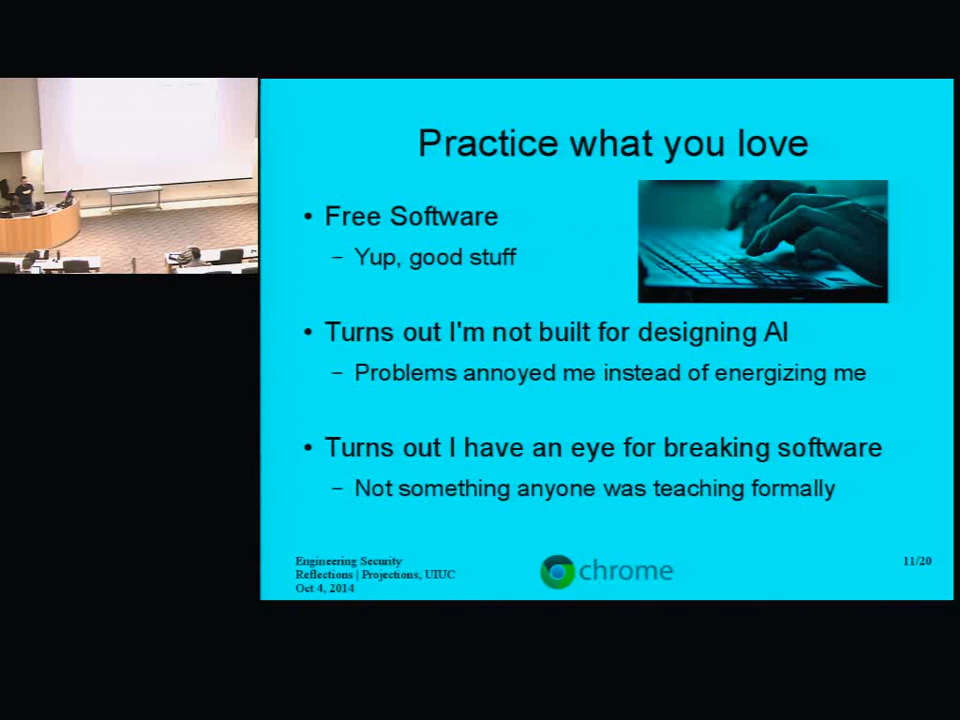 Practice what you love
• Free Software
– Yup, good stuff
• Turns out I'm not built for designing AI
– Problems annoyed me instead of energizing me
• Turns out I have an eye for breaking software
– Not something anyone was teaching formally
Engineering Security
Reflections | Projections, UIUC
Oct 4, 2014
chrome
11/20